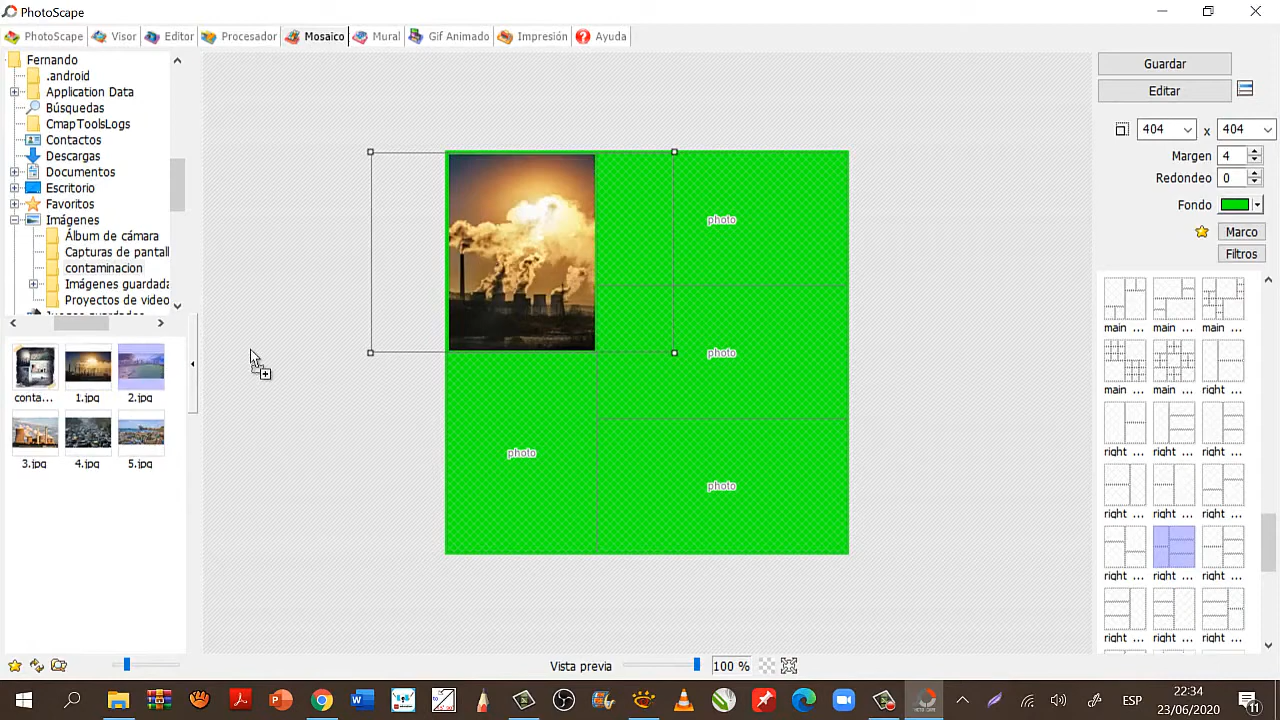 PhotoScape
PhotoScape Visor Editor Procesador Mosaico Mural Gif Animado Impresión Ayuda
Fernando
.android
Application Data
Búsquedas
CmapToolsLogs
Contactos
Descargas
Documentos
Escritorio
Favoritos
Imágenes
Álbum de cámara
Capturas de pantall
contaminacion
Imágenes guardada
Proyectos de video
conta... 1.jpg 2.jpg
3.jpg 4.jpg 5.jpg
photo
photo
photo
photo
Guardar
Editar
404 x 404
Margen 4
Redondeo 0
Fondo
Marco
Filtros
main ... main ... main ...
main ... main ... right ...
right ... right ... right ...
right ... right ... right ...
right ... right ... right ...
right ... right ... right ...
Vista previa 100 %
ESP
22:34
23/06/2020
11